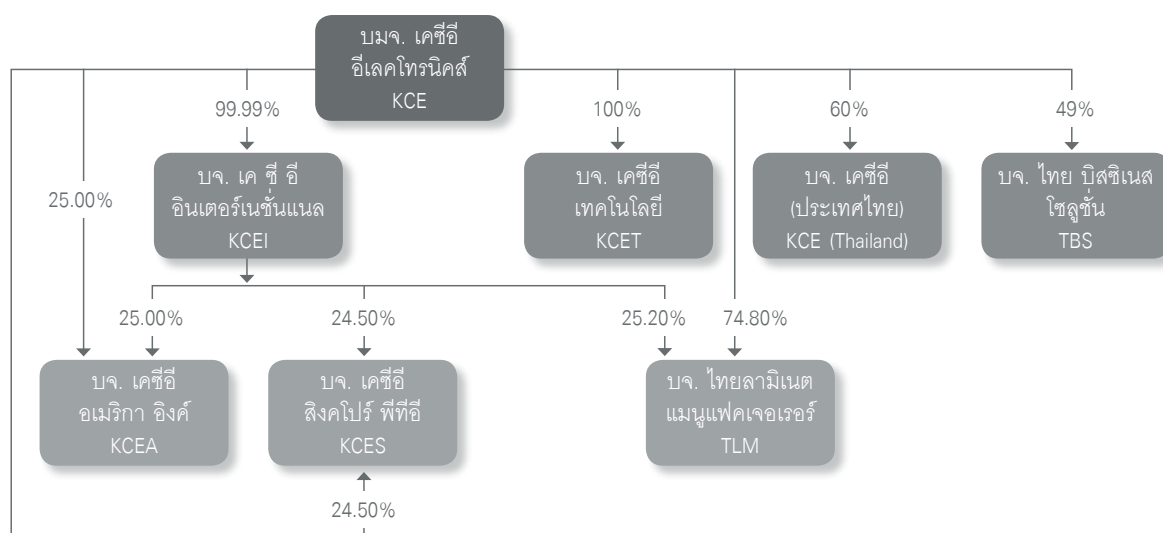 บมจ. เคซีอี
อีเลคโทรนิคส์
KCE
99.99%
100%
60%
49%
25.00%
บจ. เค ซี อี
อินเตอร์เนชั่นแนล
KCEI
บจ. เคซีอี
เทคโนโลยี
KCET
บจ. เคซีอี
(ประเทศไทย)
KCE (Thailand)
บจ. ไทย บิสซิเนส
โซลูชั่น
TBS
25.00%
24.50%
25.20%
74.80%
บจ. เคซีอี
อเมริกา อิงค์
KCEA
บจ. เคซีอี
สิงคโปร์ พีทีอี
KCES
บจ. ไทยลามิเนต
แมนูแฟคเจอเรอร์
TLM
24.50%